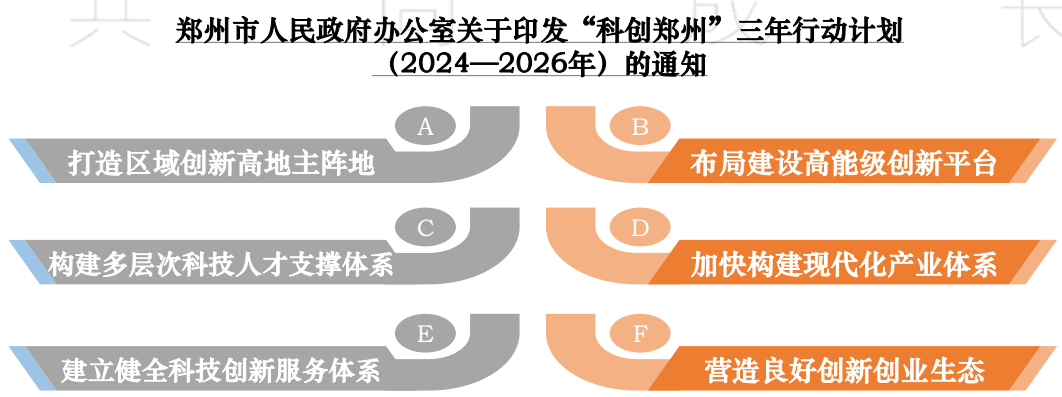 共同成长
郑州市人民政府办公室关于印发“科创郑州”三年行动计划
（2024—2026年）的通知
A
打造区域创新高地主阵地
B
布局建设高能级创新平台
C
构建多层次科技人才支撑体系
D
加快构建现代化产业体系
E
建立健全科技创新服务体系
F
营造良好创新创业生态